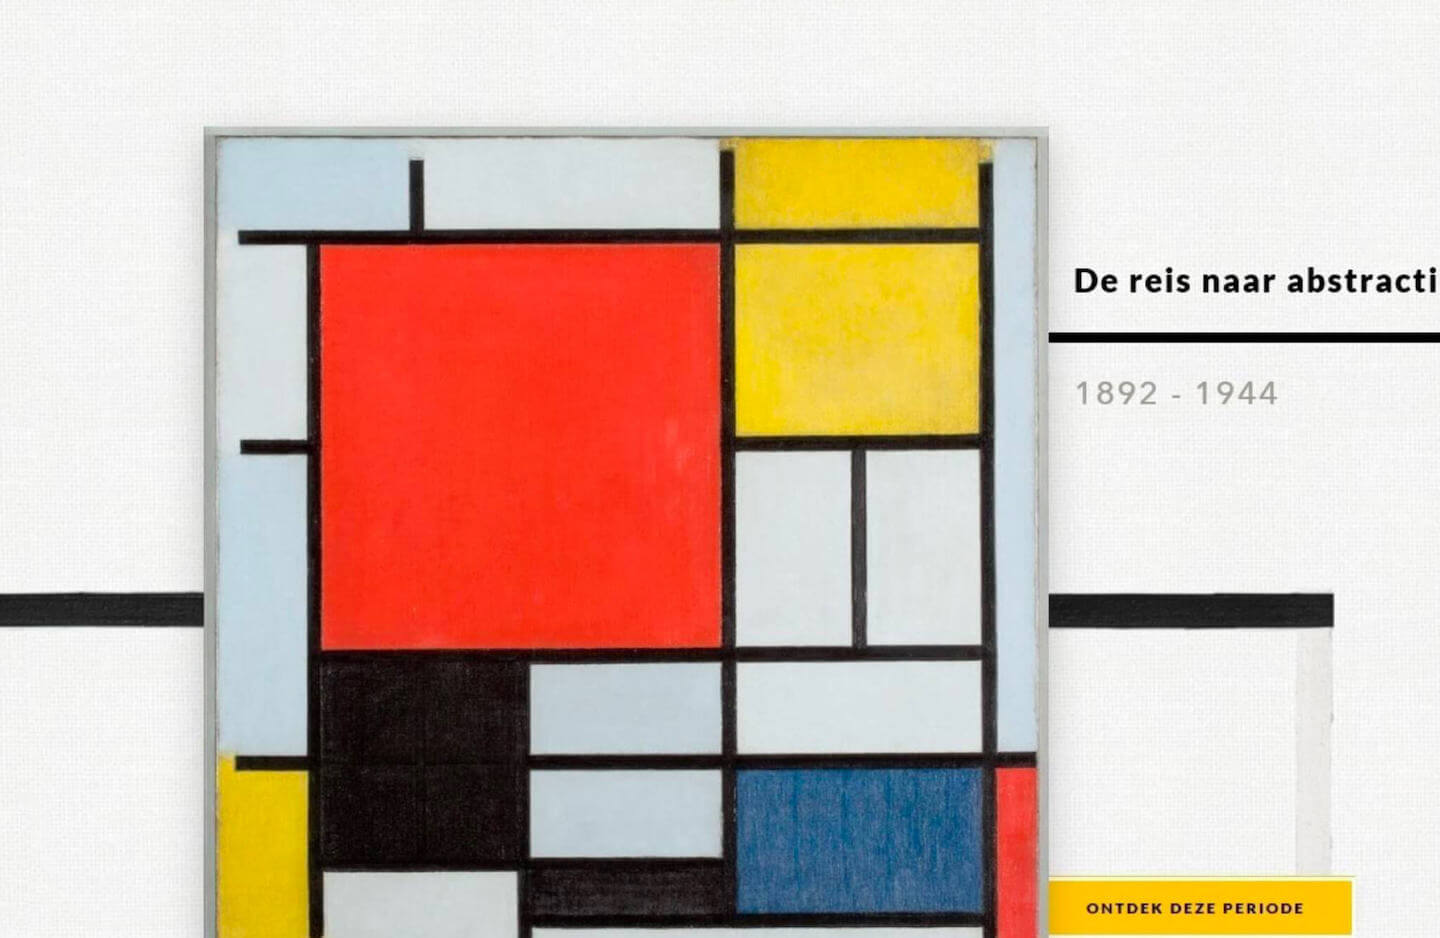 De reis naar abstracti
1892 - 1944
ONTDEK DEZE PERIODE